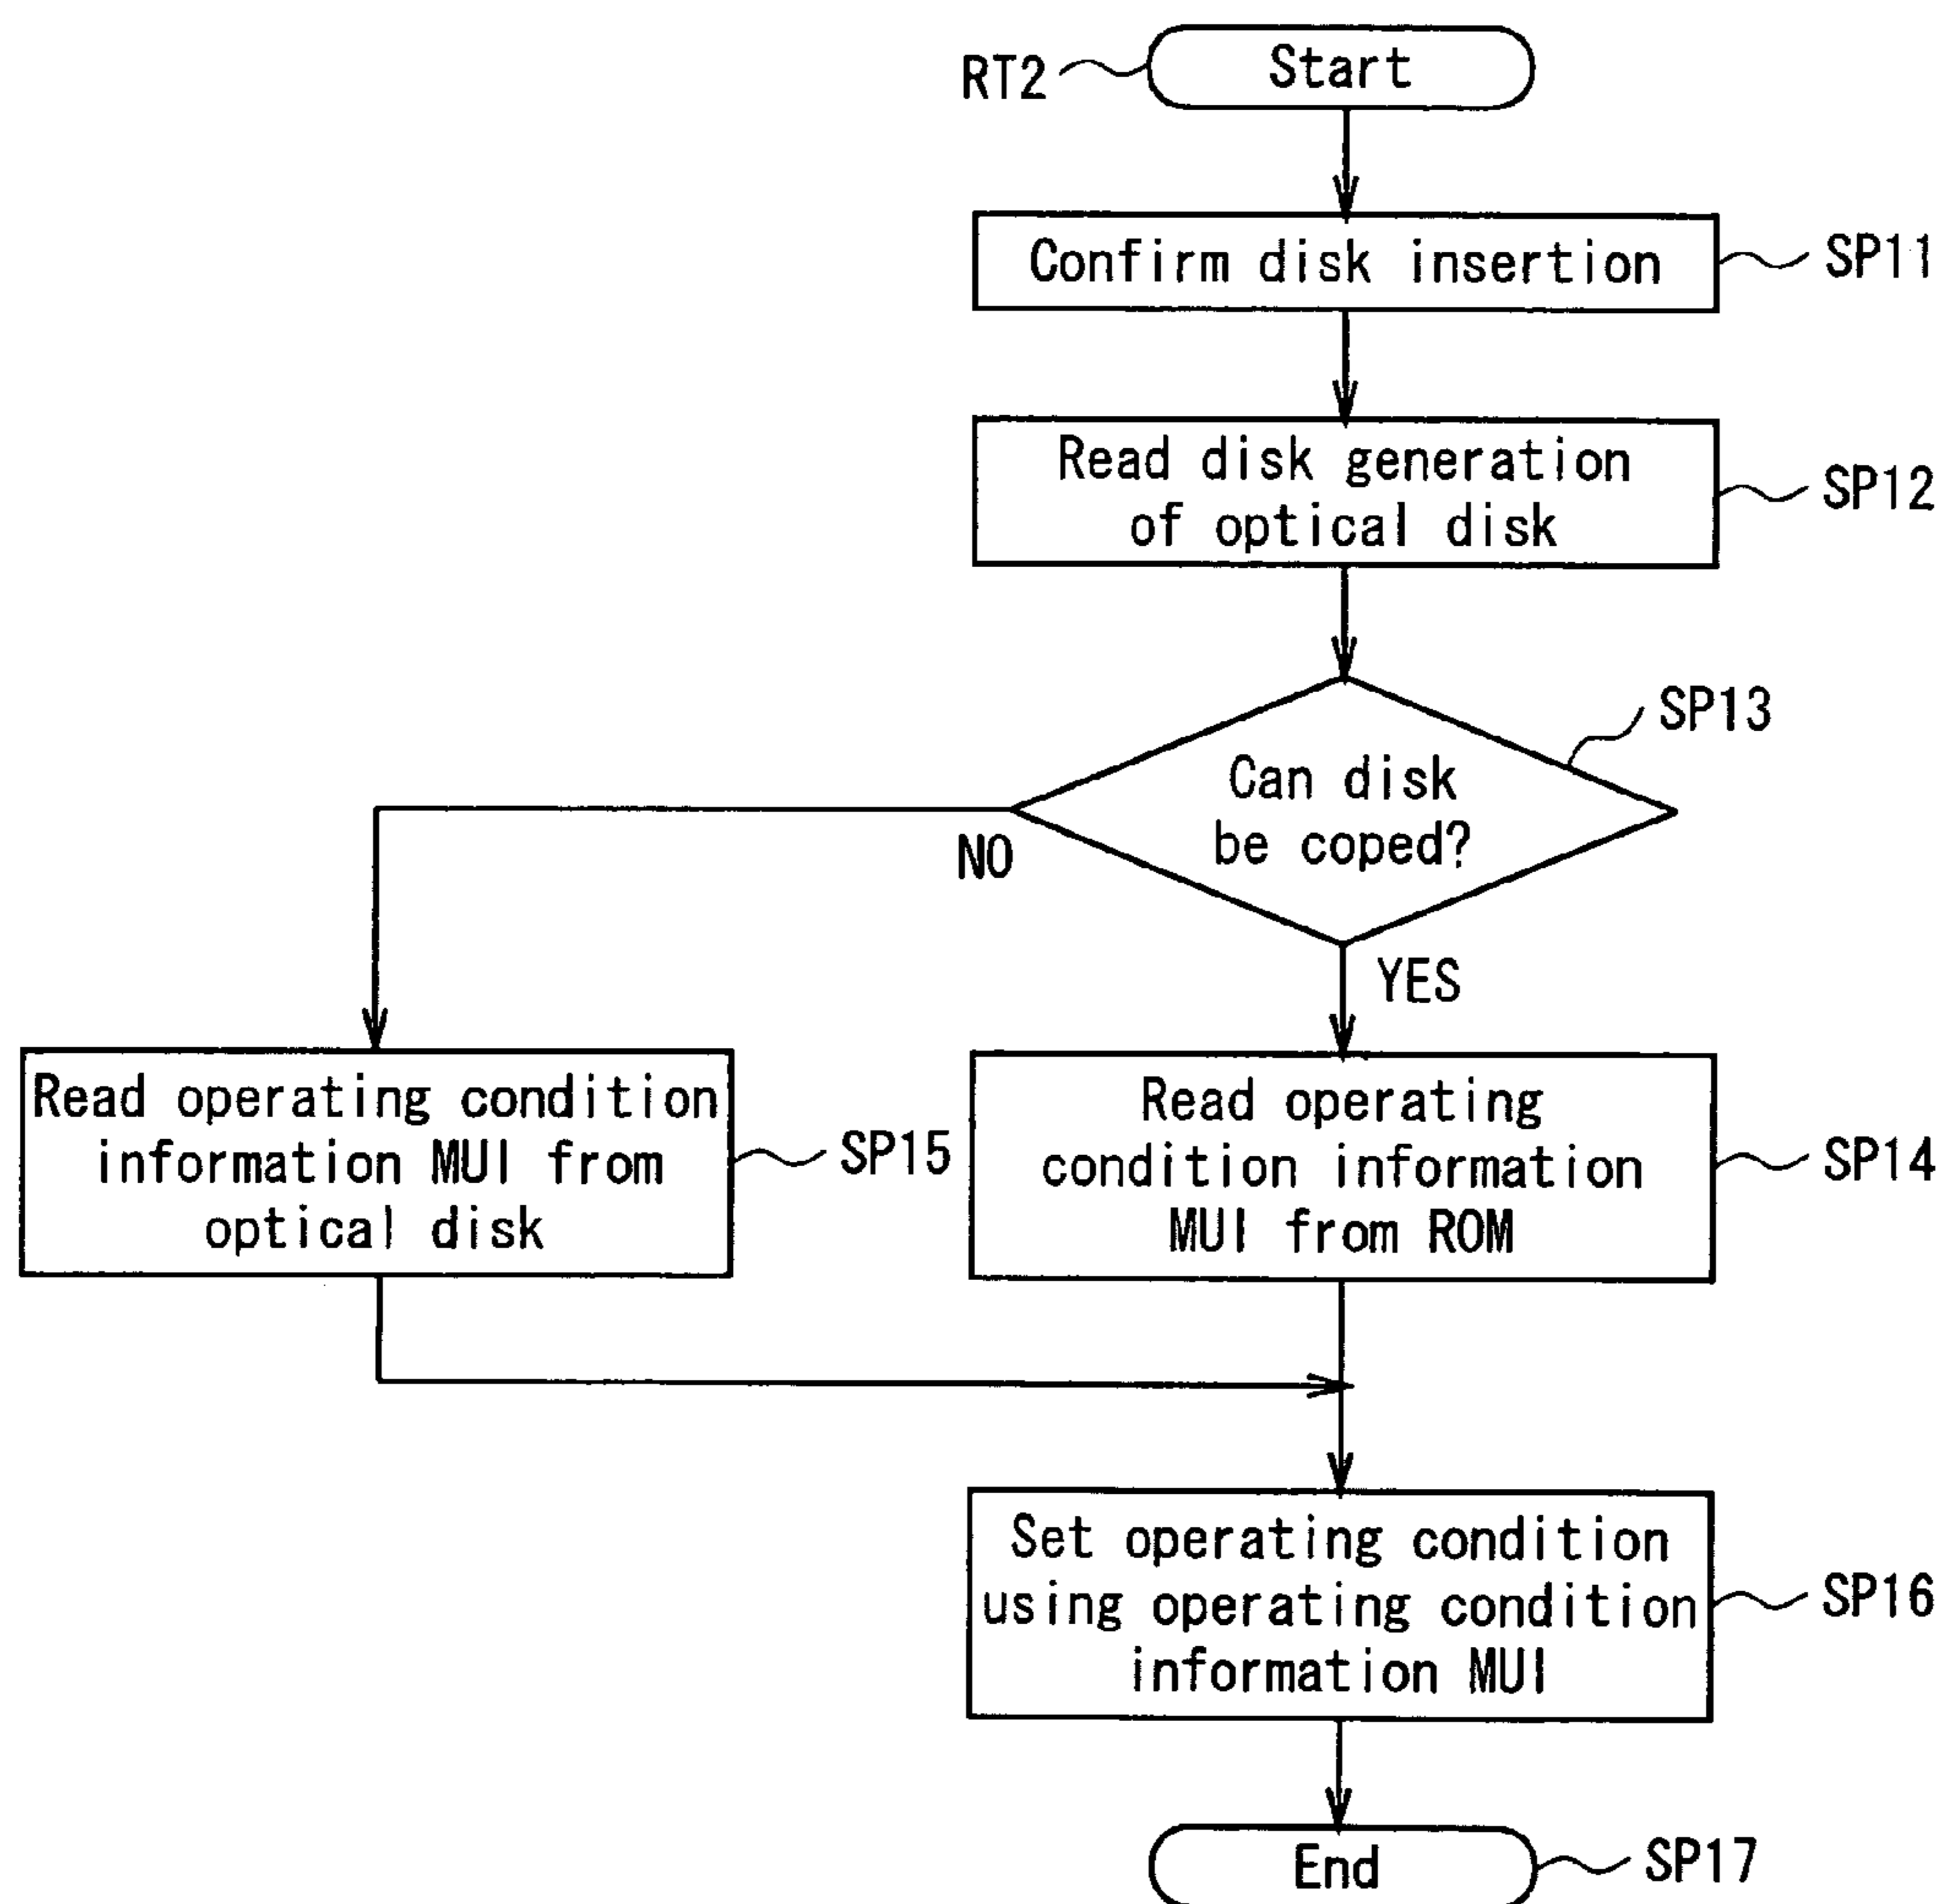 RT2
Start
Confirm disk insertion
SP11
Read disk generation
of optical disk
SP12
SP13
Can disk
be coped?
NO
YES
Read operating condition
information MUI from
optical disk
SP15
Read operating
condition information
MUI from ROM
SP14
Set operating condition
using operating condition
information MUI
SP16
End
SP17